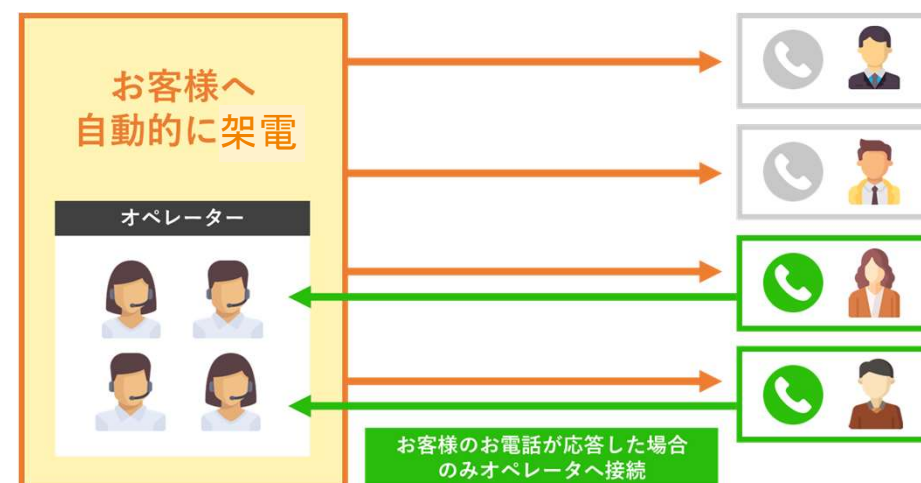 お客様へ
自動的に架電
オペレーター
お客様のお電話が応答した場合
のみオペレータへ接続